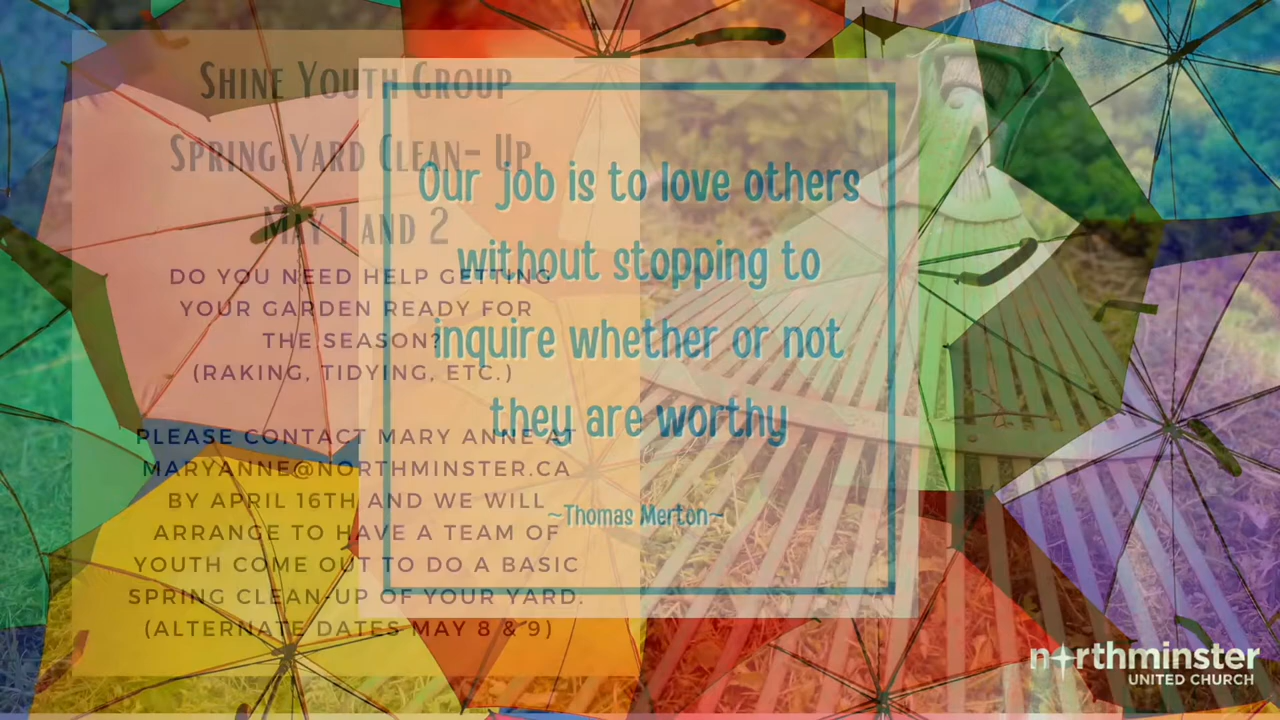 Shine Youth Group
Spring Yard Clean- Up
May 1 and 2
DO YOU NEED HELP GETTING
YOUR GARDEN READY FOR
THE SEASON?
(RAKING, TIDYING, ETC.)
PLEASE CONTACT MARY ANNE AT
MARYANNE@NORTHMINSTER.CA
BY APRIL 16TH AND WE WILL
ARRANGE TO HAVE A TEAM OF
YOUTH COME OUT TO DO A BASIC
SPRING CLEAN-UP OF YOUR YARD.
(ALTERNATE DATES MAY 8 & 9)
Our job is to love others
without stopping to
inquire whether or not
they are worthy
~Thomas Merton~
northminster
UNITED CHURCH